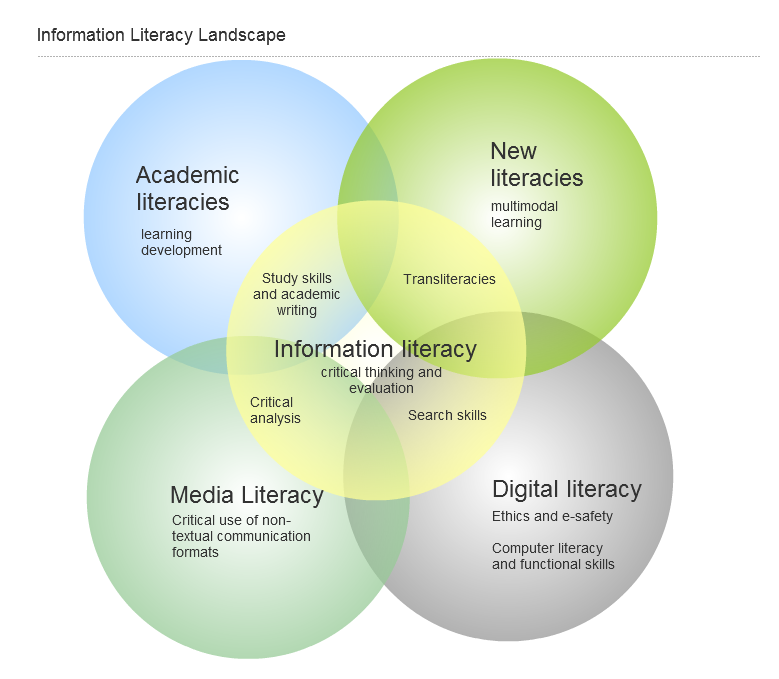 Information Literacy Landscape
Academic
literacies
learning
development
New
literacies
multimodal
learning
Study skills
and academic
writing
Transliteracies
Information literacy
critical thinking and
evaluation
Critical
analysis
Search skills
Media Literacy
Critical use of non-
textual communication
formats
Digital literacy
Ethics and e-safety
Computer literacy
and functional skills